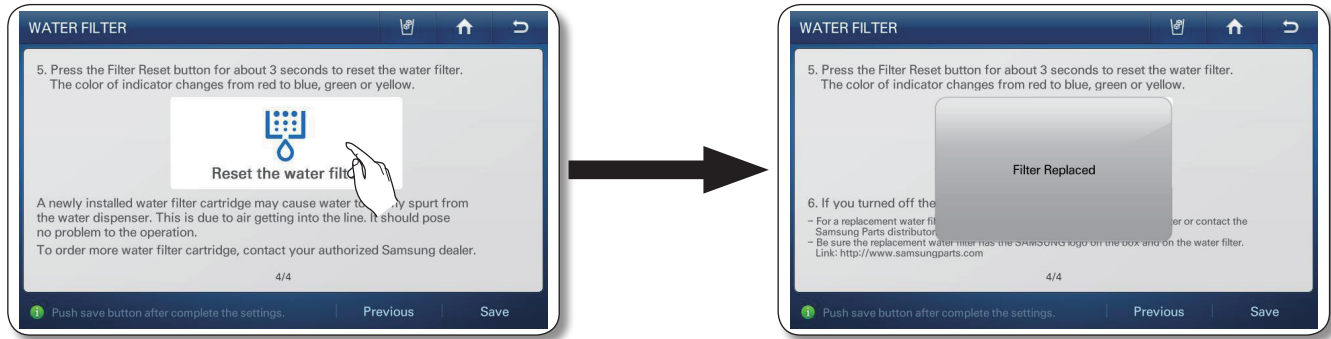 WATER FILTER
5. Press the Filter Reset button for about 3 seconds to reset the water filter.
The color of indicator changes from red to blue, green or yellow.
Reset the water
A newly installed water filter cartridge may cause water to spurt from
the water dispenser. This is due to air getting into the line. It should pose
no problem to the operation.
To order more water filter cartridge, contact your authorized Samsung dealer.
4/4
Push save button after complete the settings.
Previous
Save
WATER FILTER
5. Press the Filter Reset button for about 3 seconds to reset the water filter.
The color of indicator changes from red to blue, green or yellow.
Filter Replaced
6. If you turned off the
- For a replacement water er or contact the
Samsung Parts distributor
- Be sure the replacement water filter has the SAMSUNG logo on the box and on the water filter.
Link: http://www.samsungparts.com
4/4
Push save button after complete the settings.
Previous
Save